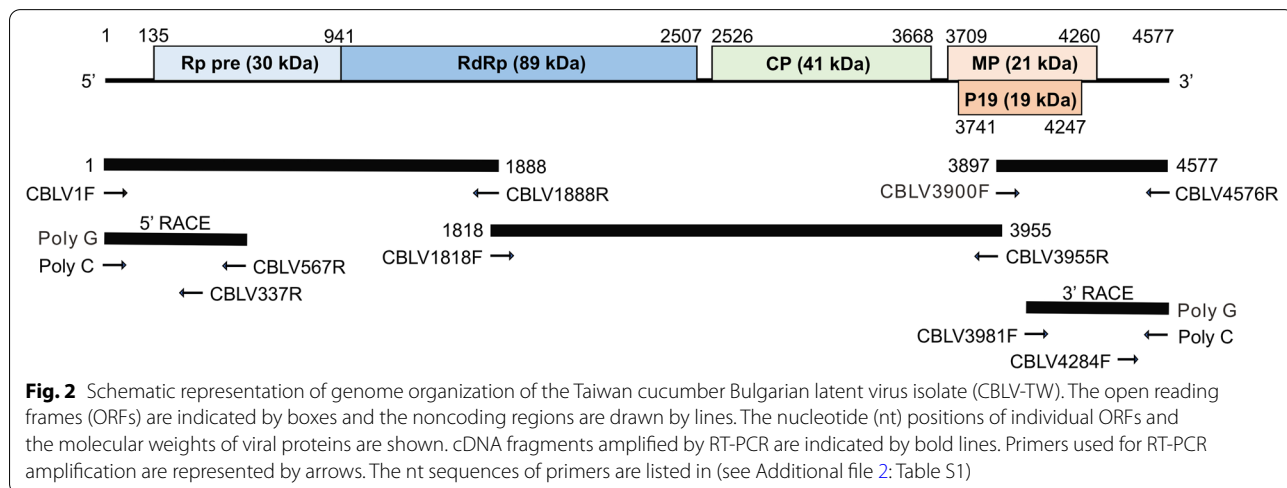 1 135 941 2507 2526 3668 3709 4260 4577
Rp pre (30 kDa) RdRp (89 kDa) CP (41 kDa) MP (21 kDa)
5’ 3’
P19 (19 kDa)
3741 4247
1 1888 3897 4577
CBLV1F CBLV1888R CBLV3900F CBLV4576R
5’ RACE
Poly G 1818 3955
Poly C CBLV567R CBLV1818F CBLV3955R
CBLV337R
3’ RACE
Poly G
CBLV3981F Poly C
CBLV4284F
Fig. 2 Schematic representation of genome organization of the Taiwan cucumber Bulgarian latent virus isolate (CBLV-TW). The open reading
frames (ORFs) are indicated by boxes and the noncoding regions are drawn by lines. The nucleotide (nt) positions of individual ORFs and
the molecular weights of viral proteins are shown. cDNA fragments amplified by RT-PCR are indicated by bold lines. Primers used for RT-PCR
amplification are represented by arrows. The nt sequences of primers are listed in (see Additional file 2: Table S1)